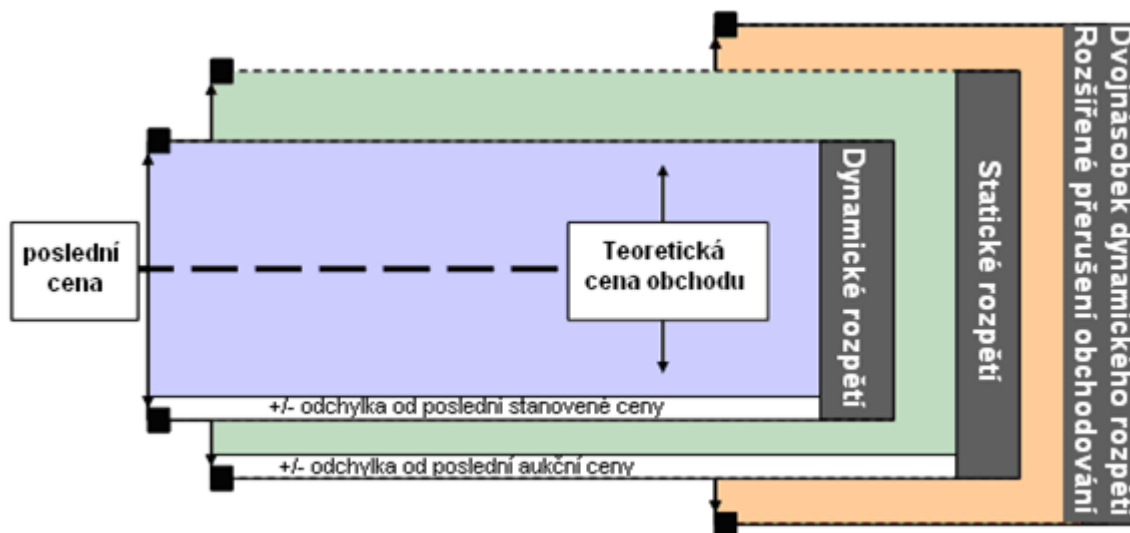 poslední
cena
Teoretická
cena obchodu
+/- odchylka od poslední stanovené ceny
+/- odchylka od poslední aukční ceny
Dynamické rozpětí
Statické rozpětí
Dvojnásobek dynamického rozpětí
Rozšířené přerušení obchodování